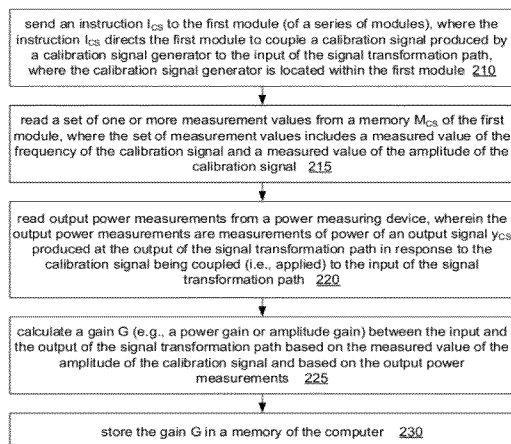 send an instruction I_CS to the first module (of a series of modules), where the
instruction I_CS directs the first module to couple a calibration signal produced by
a calibration signal generator to the input of the signal transformation path,
where the calibration signal generator is located within the first module 210
read a set of one or more measurement values from a memory M_CS of the first
module, where the set of measurement values includes a measured value of the
frequency of the calibration signal and a measured value of the amplitude of the
calibration signal 215
read output power measurements from a power measuring device, wherein the
output power measurements are measurements of power of an output signal y_CS
produced at the output of the signal transformation path in response to the
calibration signal being coupled (i.e., applied) to the input of the signal
transformation path 220
calculate a gain G (e.g., a power gain or amplitude gain) between the input and
the output of the signal transformation path based on the measured value of the
amplitude of the calibration signal and based on the output power
measurements 225
store the gain G in a memory of the computer 230